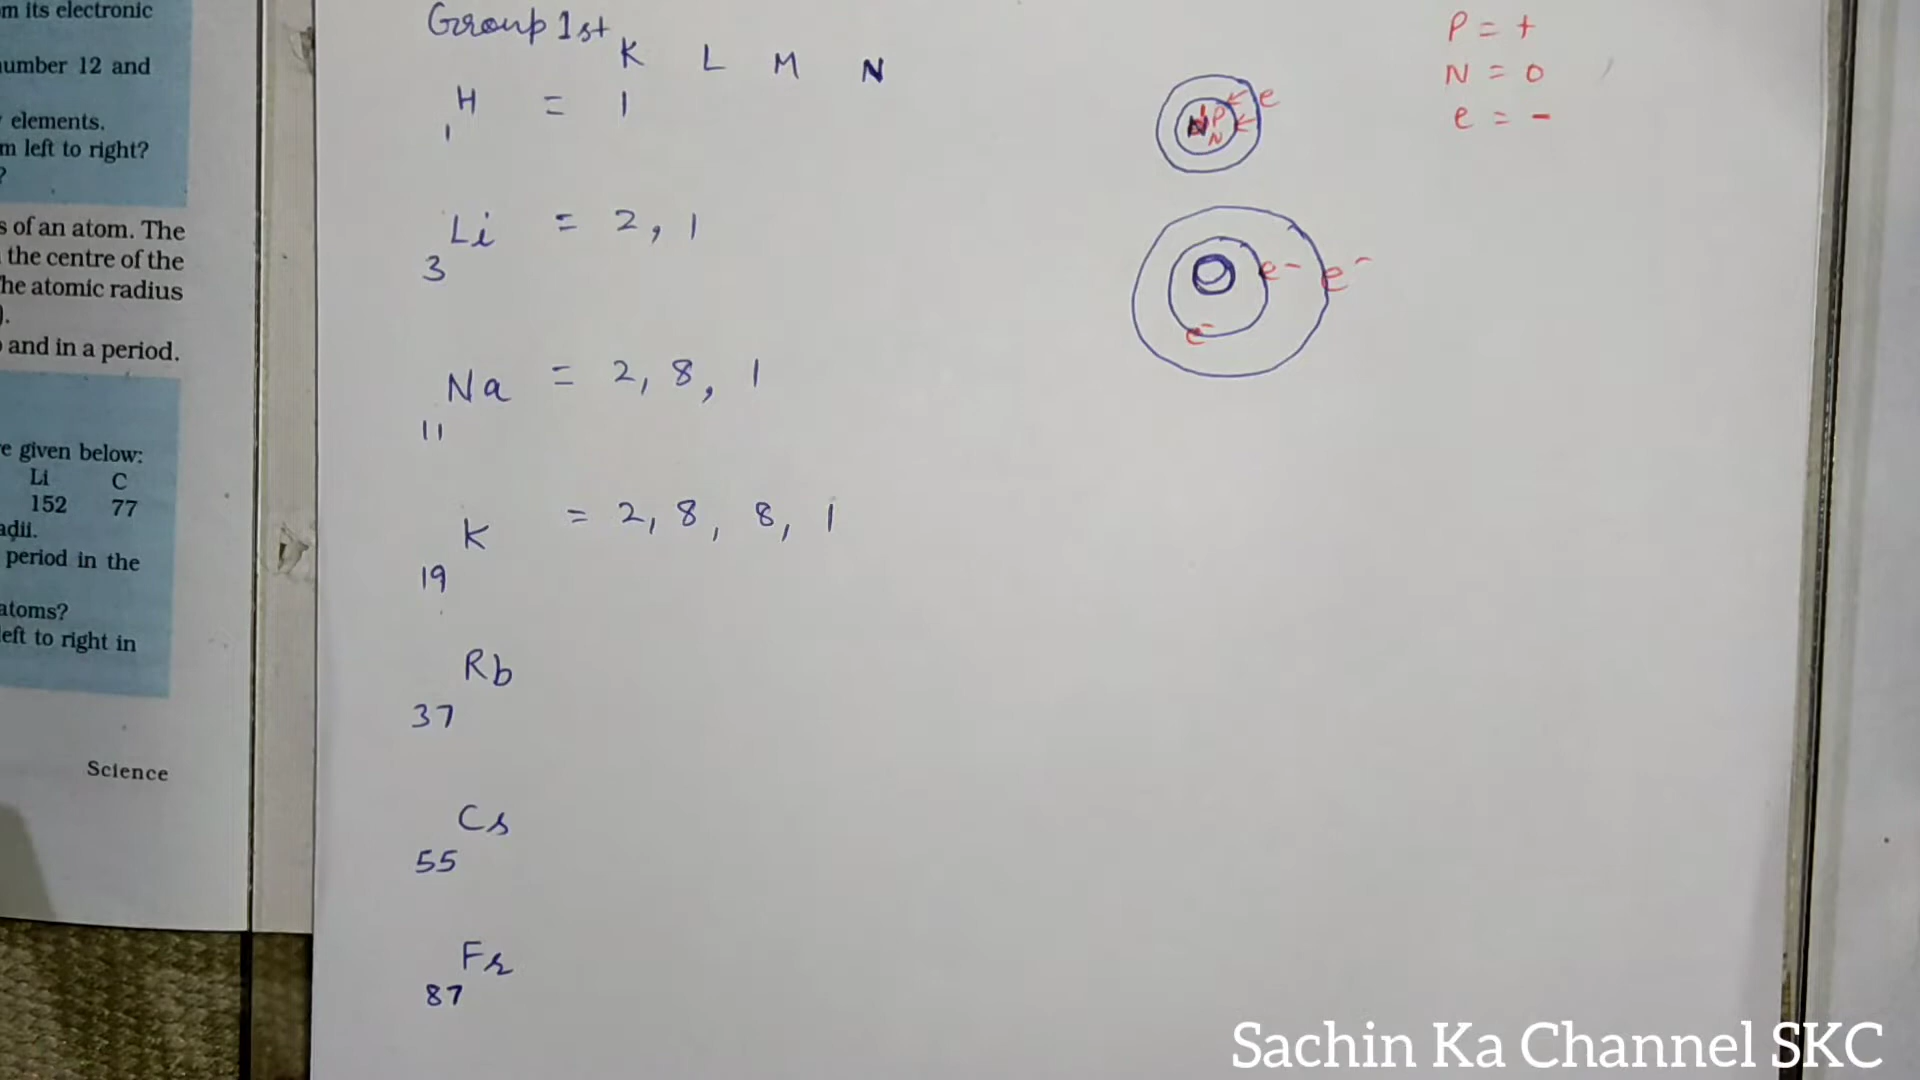 m its electronic
umber 12 and
elements.
m left to right?
?
s of an atom. The
the centre of the
he atomic radius
).
and in a period.
e given below:
Li C
152 77
adii.
period in the
atoms?
left to right in
Science
Group 1st
K L M N
1 H = 1
3 Li = 2, 1
11 Na = 2, 8, 1
19 K = 2, 8, 8, 1
37 Rb
55 Cs
87 Fr
N P N e
e- e-
e-
P = +
N = 0
e = -
Sachin Ka Channel SKC